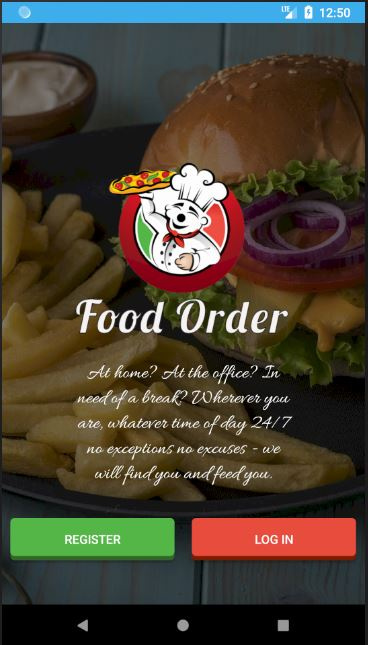 LTE 12:50
Food Order
At home? At the office? In
need of a break? Wherever you
are, whatever time of day 24/7
no exceptions no excuses - we
will find you and feed you.
REGISTER LOG IN